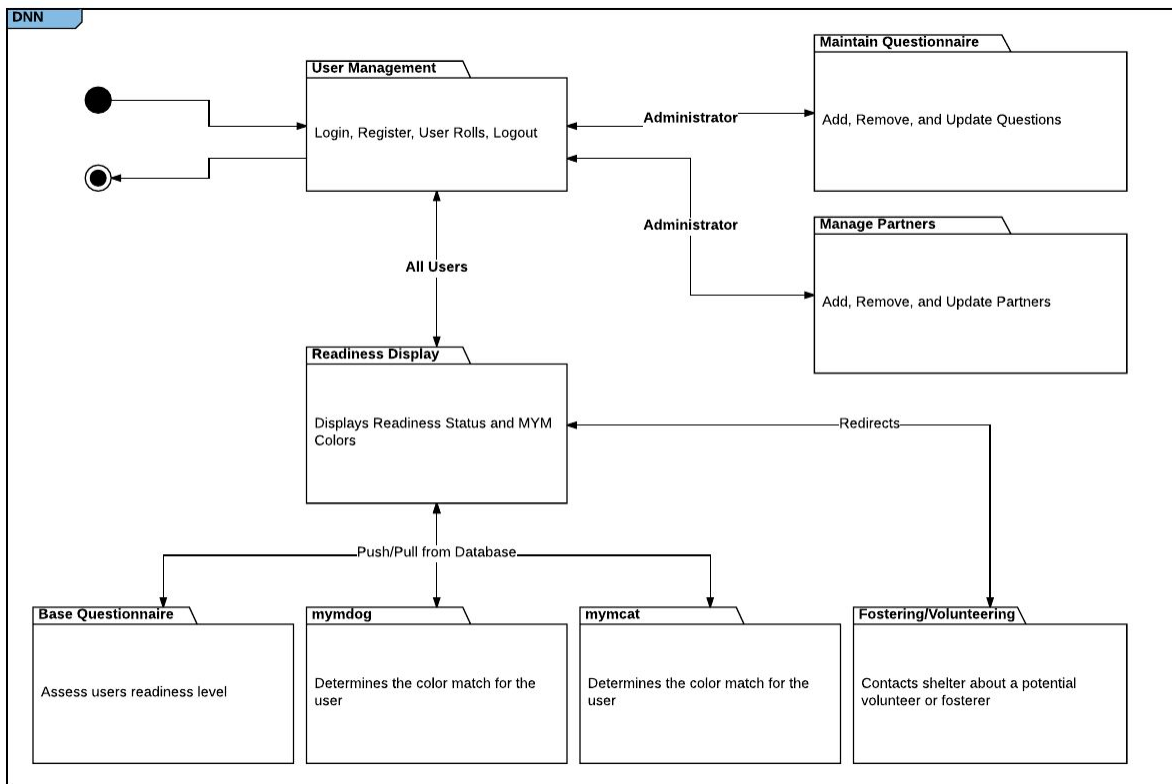 DNN
Maintain Questionnaire
User Management
Login, Register, User Rolls, Logout
Administrator
Add, Remove, and Update Questions
Administrator
Manage Partners
Add, Remove, and Update Partners
All Users
Readiness Display
Displays Readiness Status and MYM
Colors
Redirects
Push/Pull from Database
Base Questionnaire
Assess users readiness level
mymdog
Determines the color match for the
user
mymcat
Determines the color match for the
user
Fostering/Volunteering
Contacts shelter about a potential
volunteer or fosterer